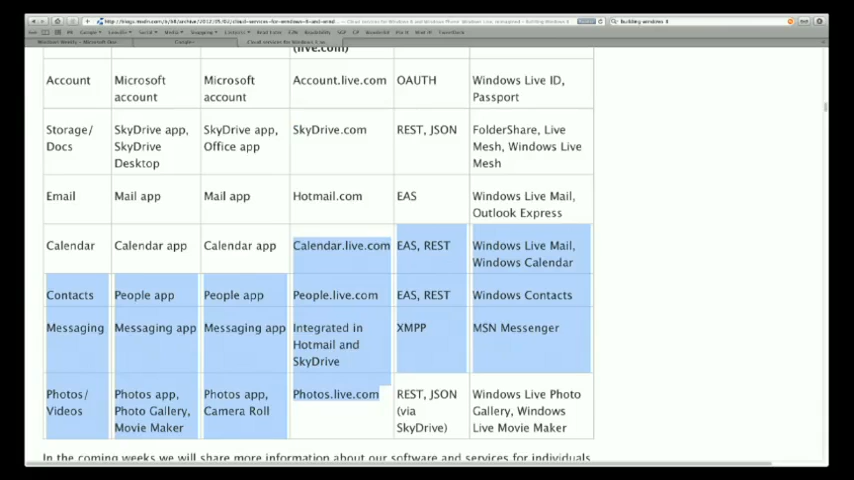 (live.com)
Account
Microsoft account
Microsoft account
Account.live.com
OAUTH
Windows Live ID, Passport
Storage/ Docs
SkyDrive app, SkyDrive Desktop
SkyDrive app, Office app
SkyDrive.com
REST, JSON
FolderShare, Live Mesh, Windows Live Mesh
Email
Mail app
Mail app
Hotmail.com
EAS
Windows Live Mail, Outlook Express
Calendar
Calendar app
Calendar app
Calendar.live.com
EAS, REST
Windows Live Mail, Windows Calendar
Contacts
People app
People app
People.live.com
EAS, REST
Windows Contacts
Messaging
Messaging app
Messaging app
Integrated in Hotmail and SkyDrive
XMPP
MSN Messenger
Photos/ Videos
Photos app, Photo Gallery, Movie Maker
Photos app, Camera Roll
Photos.live.com
REST, JSON (via SkyDrive)
Windows Live Photo Gallery, Windows Live Movie Maker
In the coming weeks we will share more information about our software and services for individuals